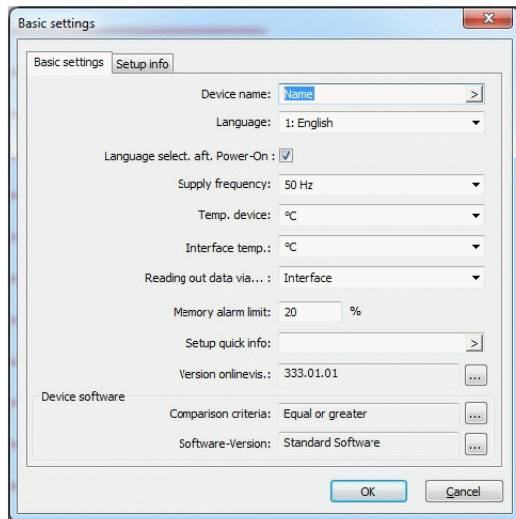 Basic settings
Basic settings Setup info
Device name: Name >
Language: 1: English
Language select. aft. Power-On :
Supply frequency: 50 Hz
Temp. device: °C
Interface temp.: °C
Reading out data via... : Interface
Memory alarm limit: 20 %
Setup quick info: >
Version onlinevis.: 333.01.01 ...
Device software
Comparison criteria: Equal or greater ...
Software-Version: Standard Software ...
OK Cancel